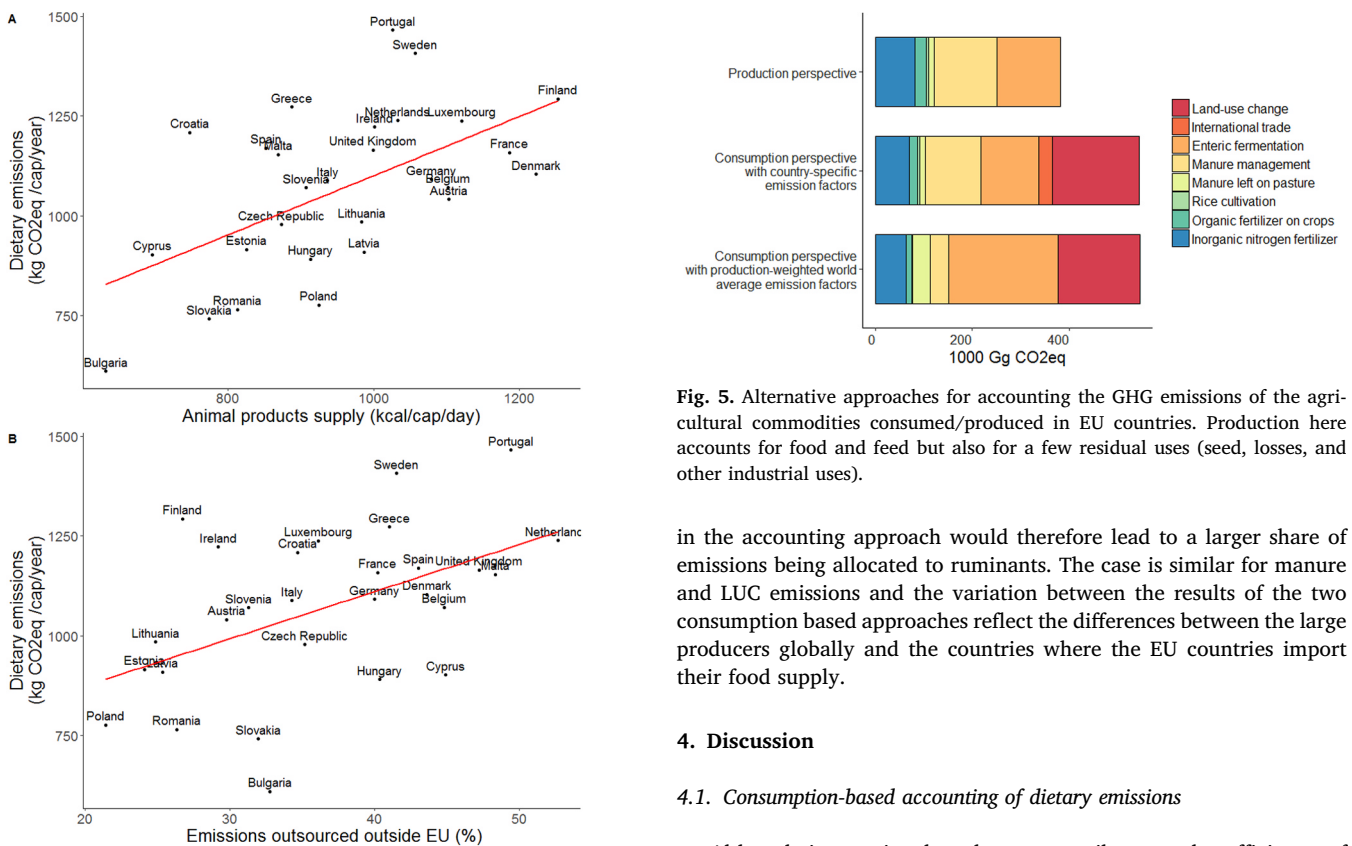 A
1500
1250
1000
750
Dietary emissions
(kg CO2eq /cap/year)
Portugal
Sweden
Finland
Greece
Netherlands
Luxembourg
Ireland
Croatia
Spain
Malta
United Kingdom
France
Denmark
Italy
Germany
Slovenia
Belgium
Austria
Czech Republic
Lithuania
Cyprus
Estonia
Hungary
Latvia
Romania
Poland
Slovakia
Bulgaria
800 1000 1200
Animal products supply (kcal/cap/day)
B
1500
1250
1000
750
Dietary emissions
(kg CO2eq /cap/year)
Portugal
Sweden
Finland
Greece
Ireland
Luxembourg
Netherland
Croatia
France
Spain
United Kingdom
Malta
Italy
Germany
Denmark
Slovenia
Belgium
Austria
Lithuania
Czech Republic
Estonia
Latvia
Hungary
Cyprus
Poland
Romania
Slovakia
Bulgaria
20 30 40 50
Emissions outsourced outside EU (%)
Production perspective
Consumption perspective
with country-specific
emission factors
Consumption perspective
with production-weighted world
average emission factors
0 200 400
1000 Gg CO2eq
Land-use change
International trade
Enteric fermentation
Manure management
Manure left on pasture
Rice cultivation
Organic fertilizer on crops
Inorganic nitrogen fertilizer
Fig. 5. Alternative approaches for accounting the GHG emissions of the agri-
cultural commodities consumed/produced in EU countries. Production here
accounts for food and feed but also for a few residual uses (seed, losses, and
other industrial uses).
in the accounting approach would therefore lead to a larger share of
emissions being allocated to ruminants. The case is similar for manure
and LUC emissions and the variation between the results of the two
consumption based approaches reflect the differences between the large
producers globally and the countries where the EU countries import
their food supply.
4. Discussion
4.1. Consumption-based accounting of dietary emissions